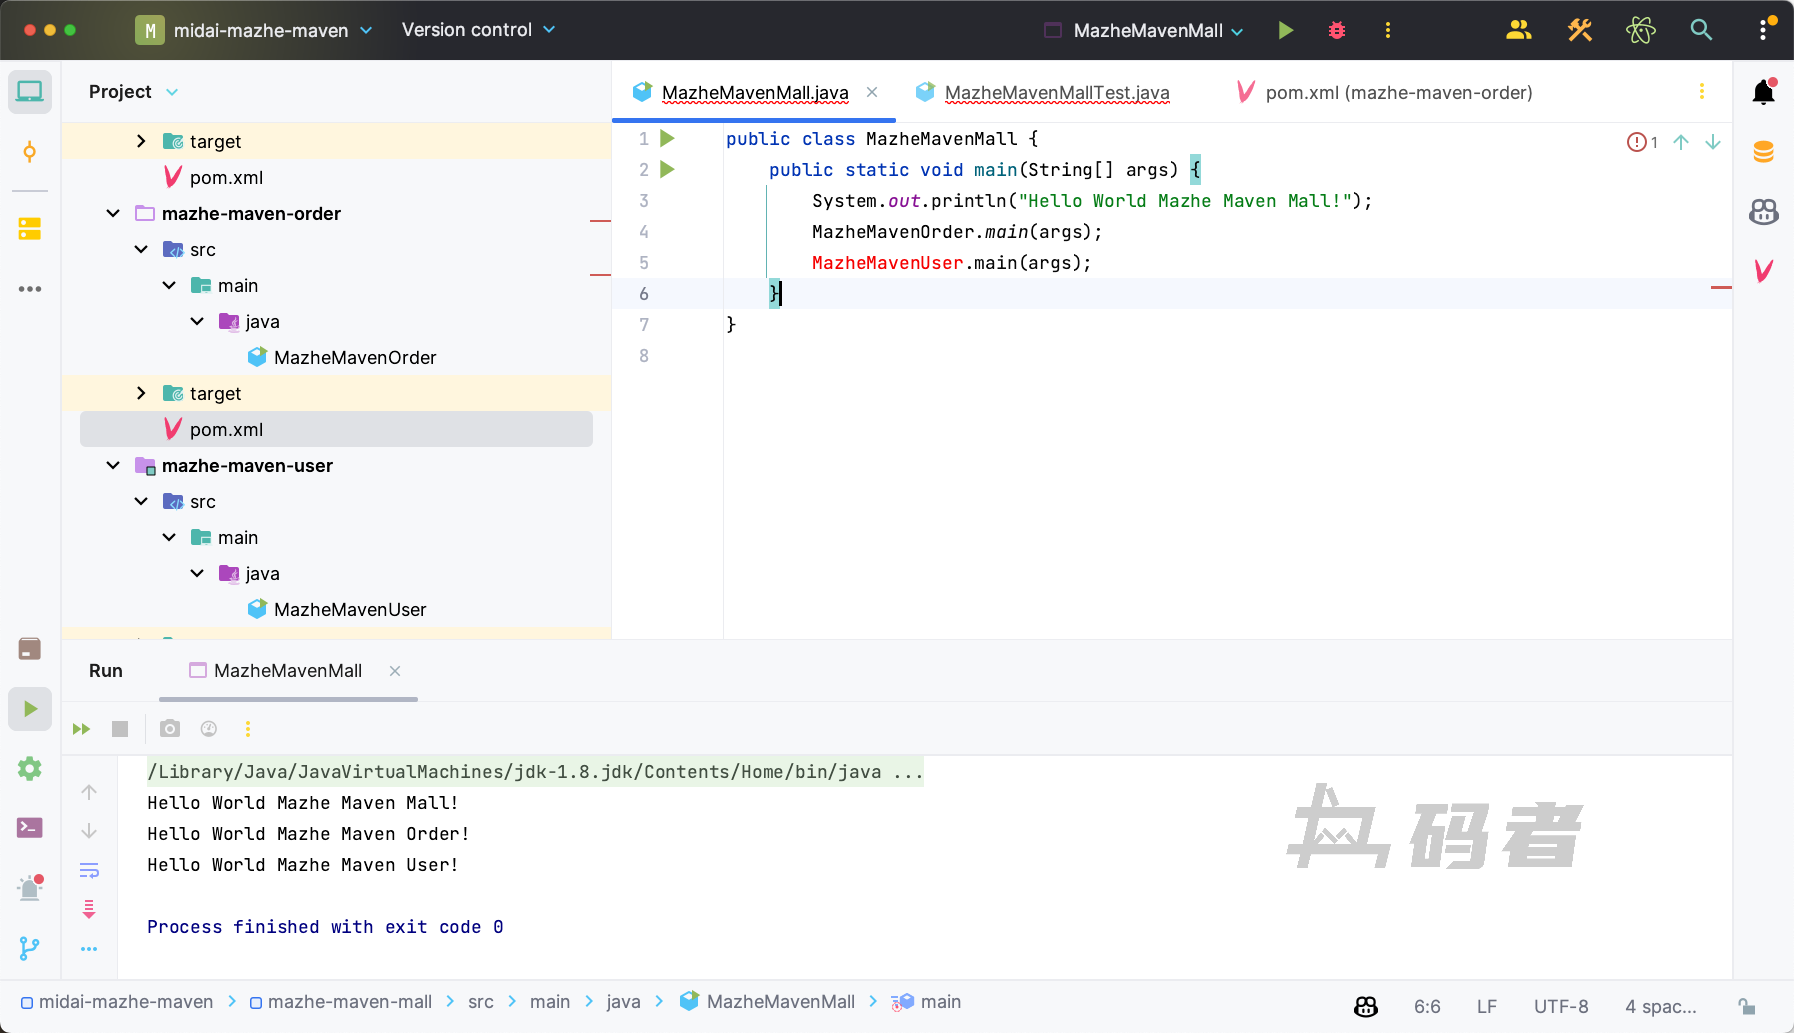 M midai-mazhe-maven Version control MazheMavenMall
Project
target
pom.xml
mazhe-maven-order
src
main
java
MazheMavenOrder
target
pom.xml
mazhe-maven-user
src
main
java
MazheMavenUser
MazheMavenMall.java MazheMavenMallTest.java pom.xml (mazhe-maven-order)
1 public class MazheMavenMall {
2 public static void main(String[] args) {
3 System.out.println("Hello World Mazhe Maven Mall!");
4 MazheMavenOrder.main(args);
5 MazheMavenUser.main(args);
6 }
7 }
8
1
Run MazheMavenMall
/Library/Java/JavaVirtualMachines/jdk-1.8.jdk/Contents/Home/bin/java ...
Hello World Mazhe Maven Mall!
Hello World Mazhe Maven Order!
Hello World Mazhe Maven User!
Process finished with exit code 0
码者
midai-mazhe-maven mazhe-maven-mall src main java MazheMavenMall main 6:6 LF UTF-8 4 spac...